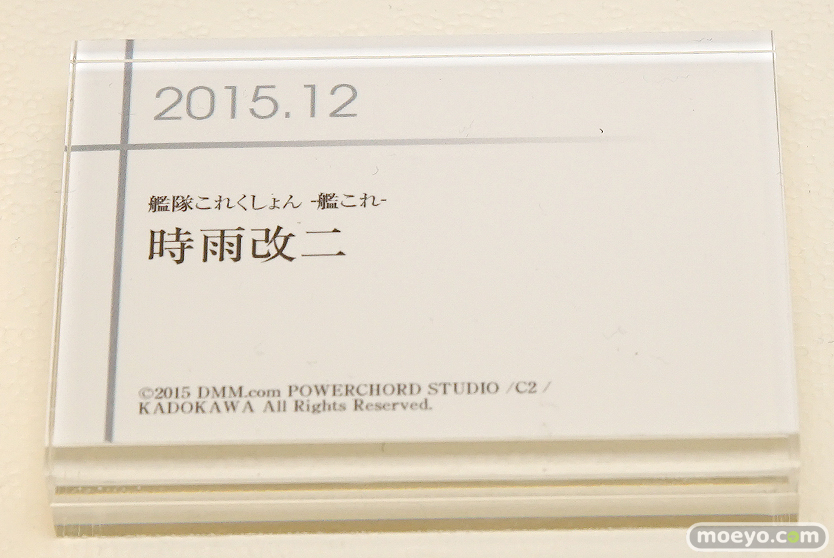 2015.12
艦隊これくしょん -艦これ-
時雨改二
©2015 DMM.com POWERCHORD STUDIO /C2 /
KADOKAWA All Rights Reserved.
moeyo.com